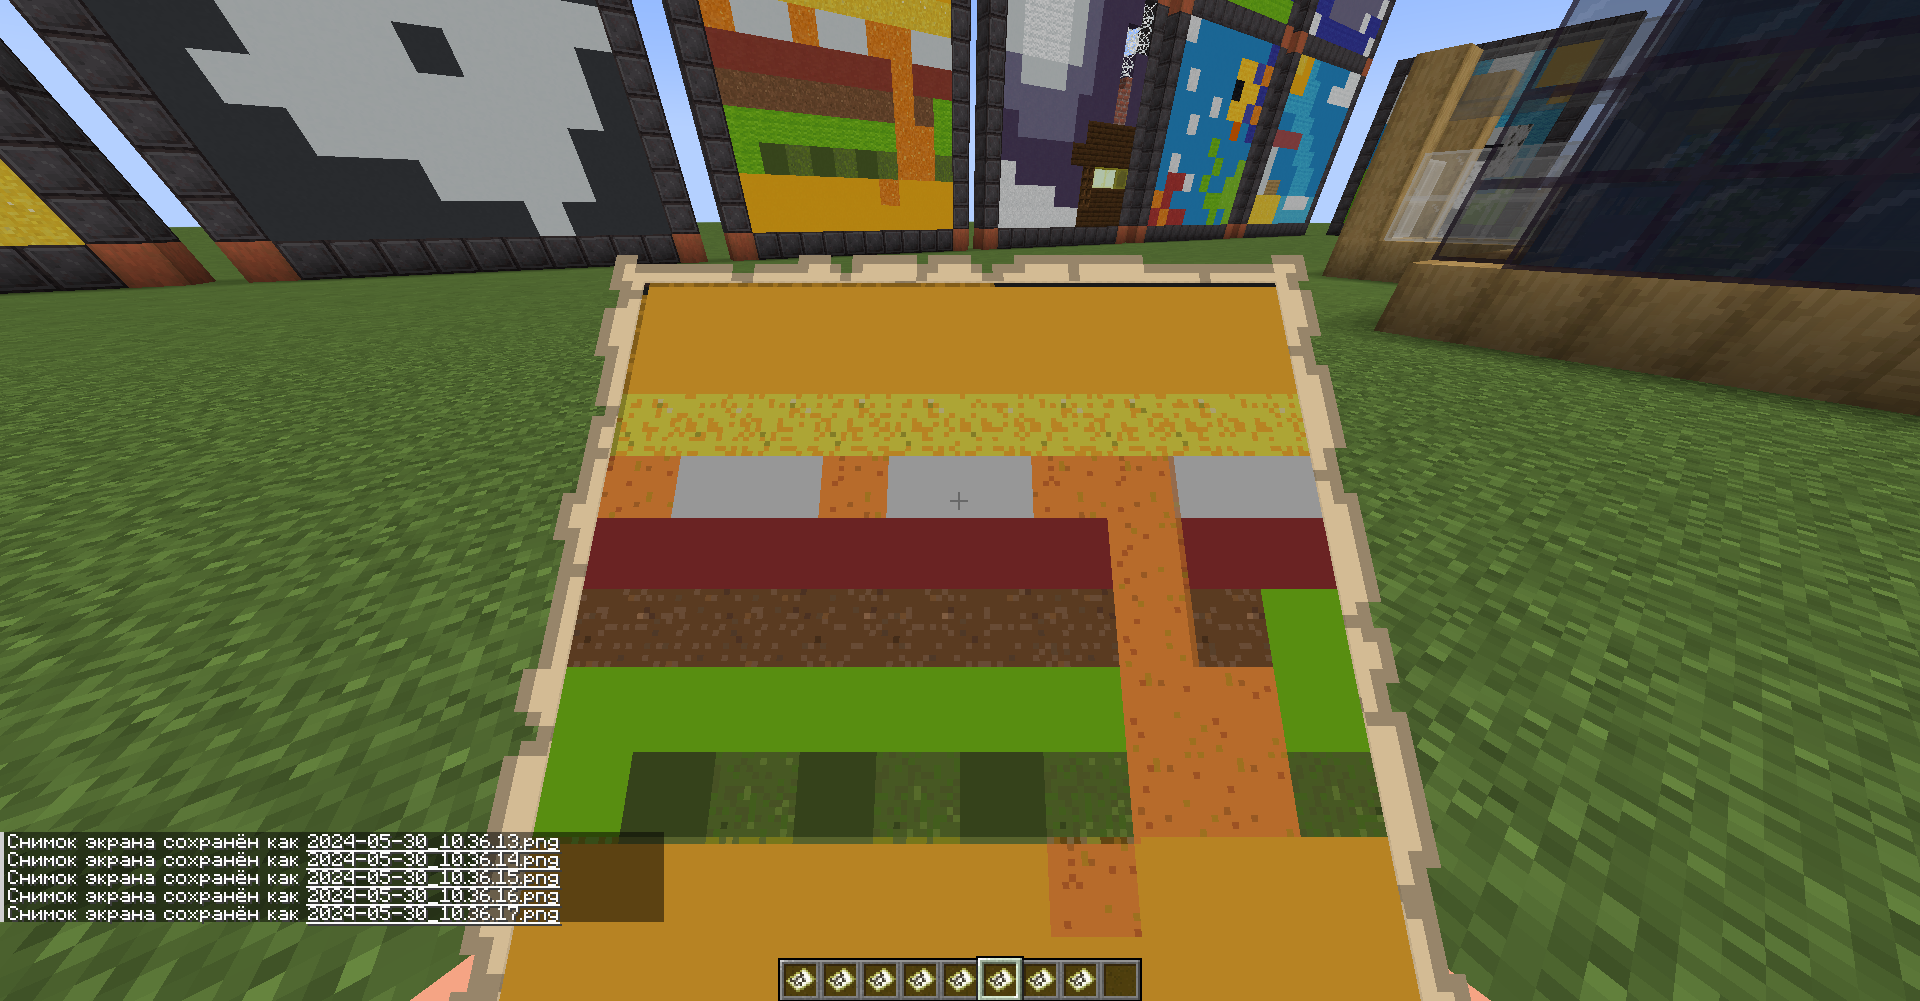 Снимок экрана сохранён как 2024-05-30_10.36.13.png
Снимок экрана сохранён как 2024-05-30_10.36.14.png
Снимок экрана сохранён как 2024-05-30_10.36.15.png
Снимок экрана сохранён как 2024-05-30_10.36.16.png
Снимок экрана сохранён как 2024-05-30_10.36.17.png